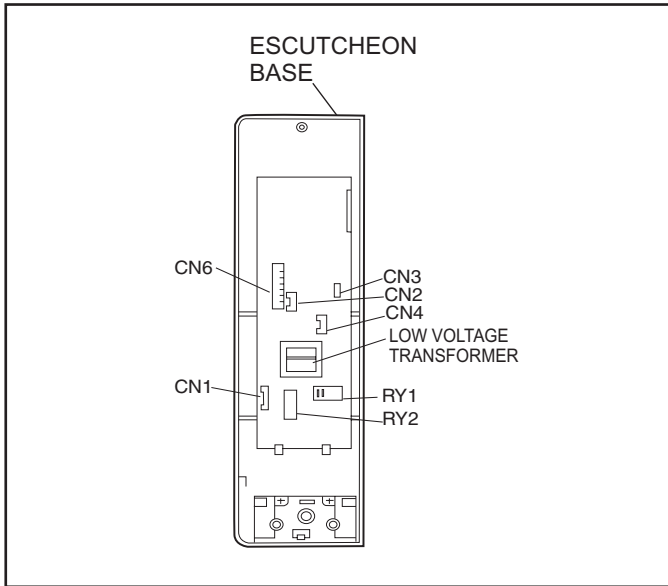 ESCUTCHEON
BASE
CN6
CN3
CN2
CN4
LOW VOLTAGE
TRANSFORMER
CN1
RY1
RY2